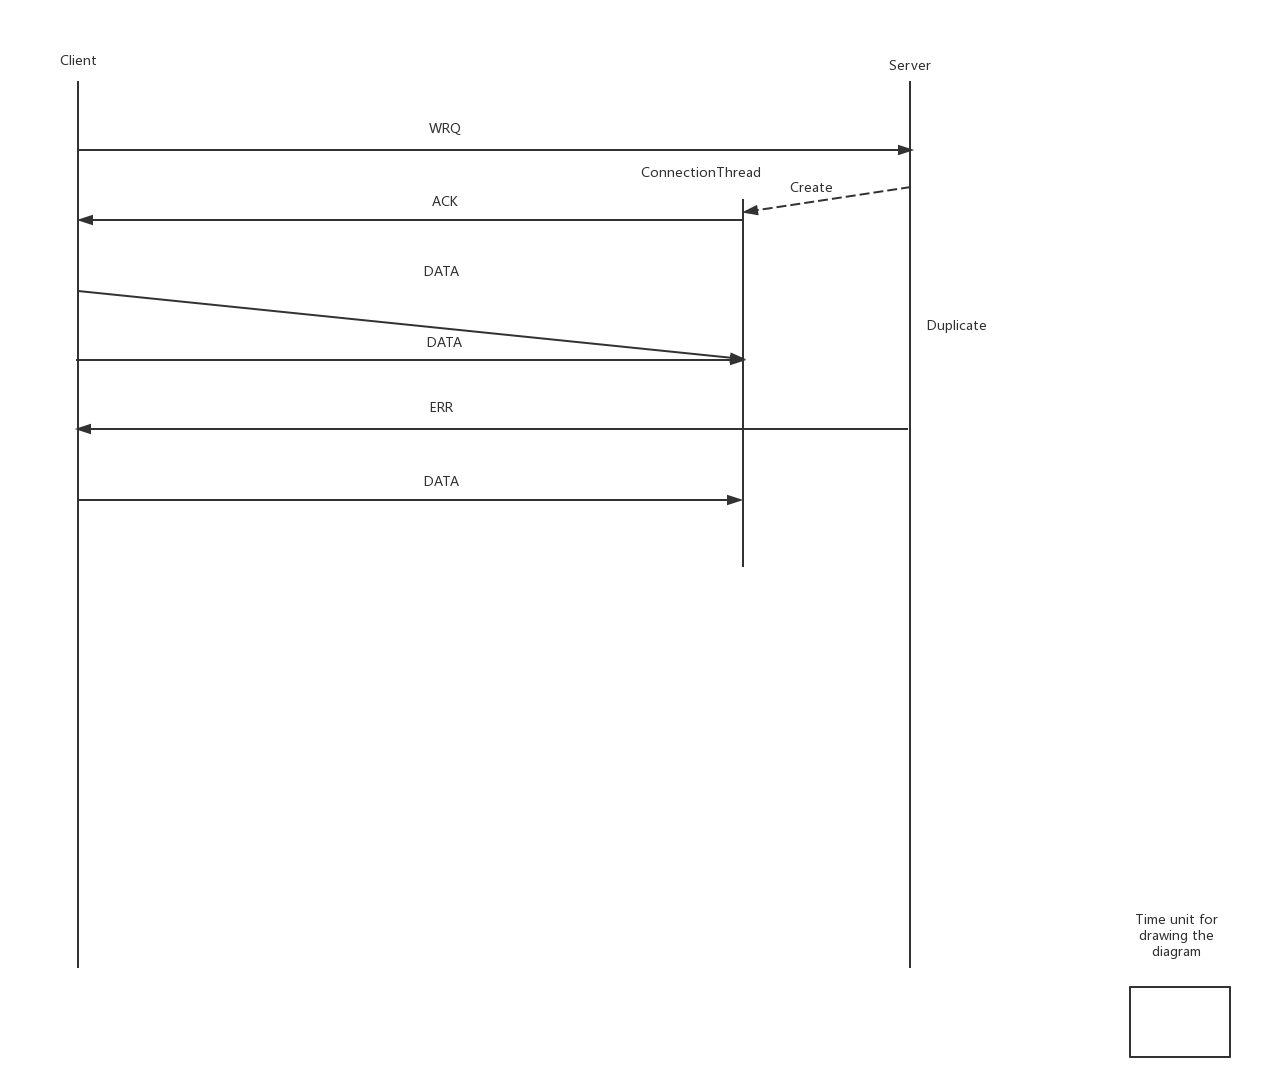 Client
Server
WRQ
ConnectionThread
Create
ACK
DATA
Duplicate
DATA
ERR
DATA
Time unit for
drawing the
diagram